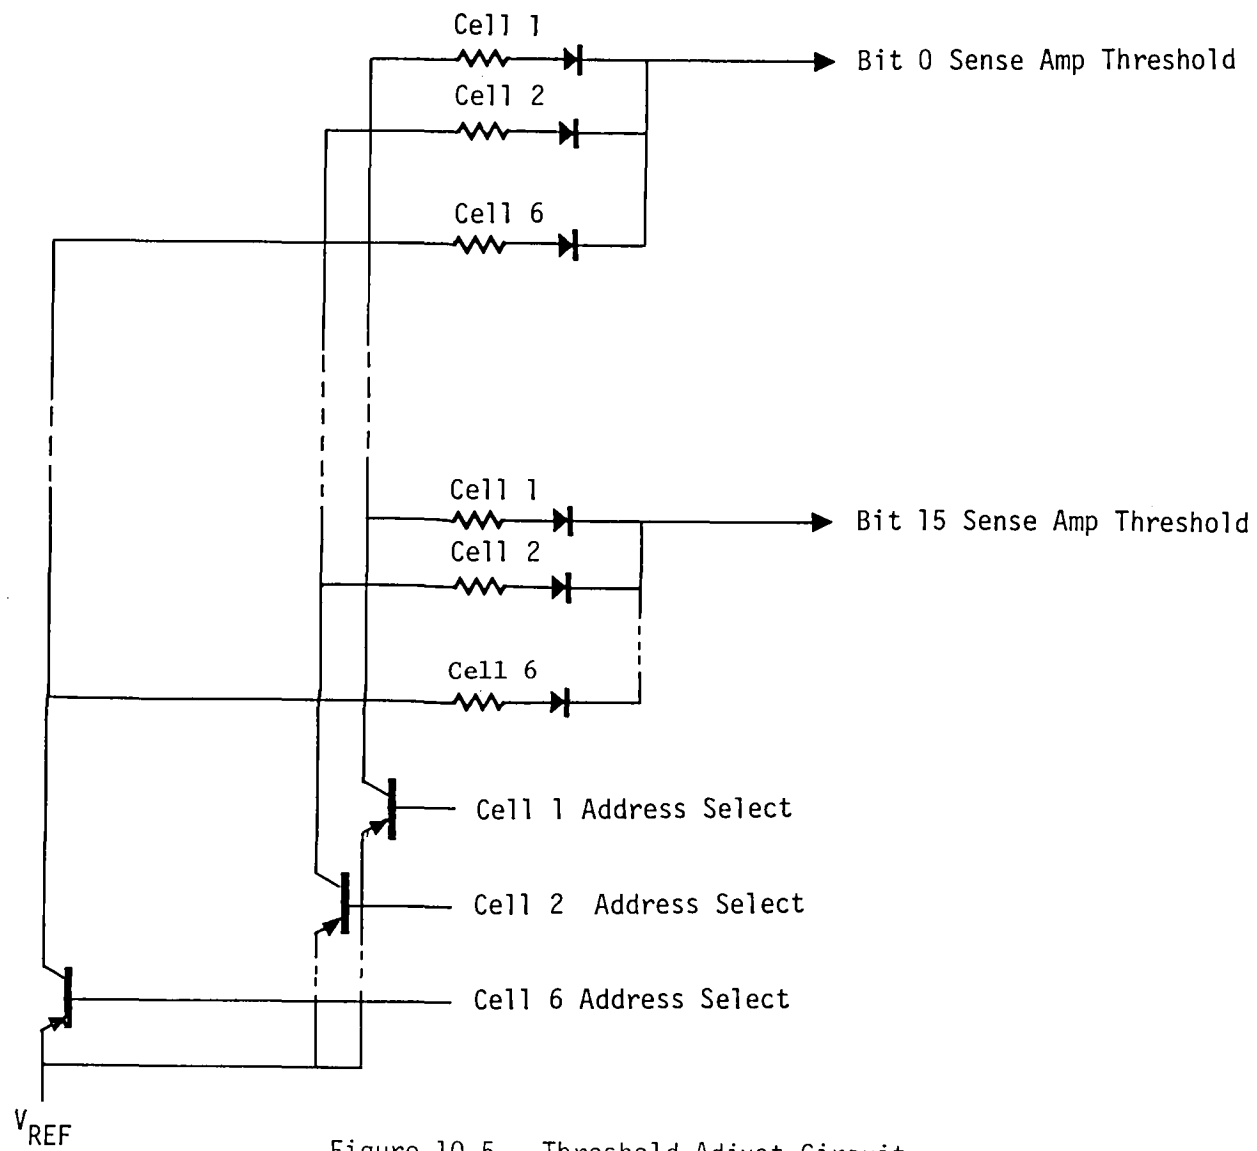 Cell 1
Bit 0 Sense Amp Threshold
Cell 2
Cell 6
Cell 1
Bit 15 Sense Amp Threshold
Cell 2
Cell 6
Cell 1 Address Select
Cell 2 Address Select
Cell 6 Address Select
VREF
Figure 10.5 Threshold Adjust Circuit